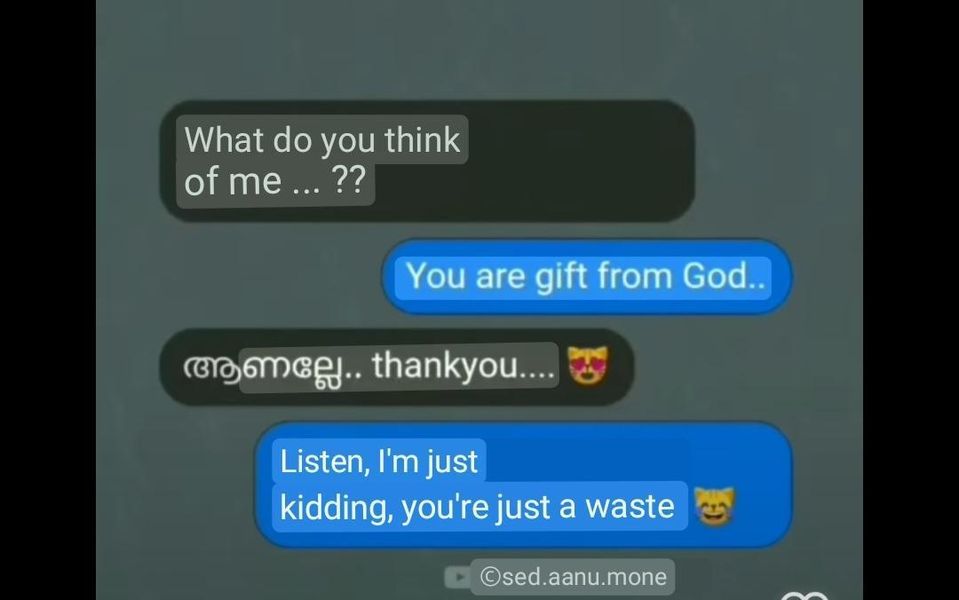 What do you think
of me ... ??
You are gift from God..
ആണല്ലേ.. thankyou.... 😻
Listen, I'm just
kidding, you're just a waste 😹
©sed.aanu.mone